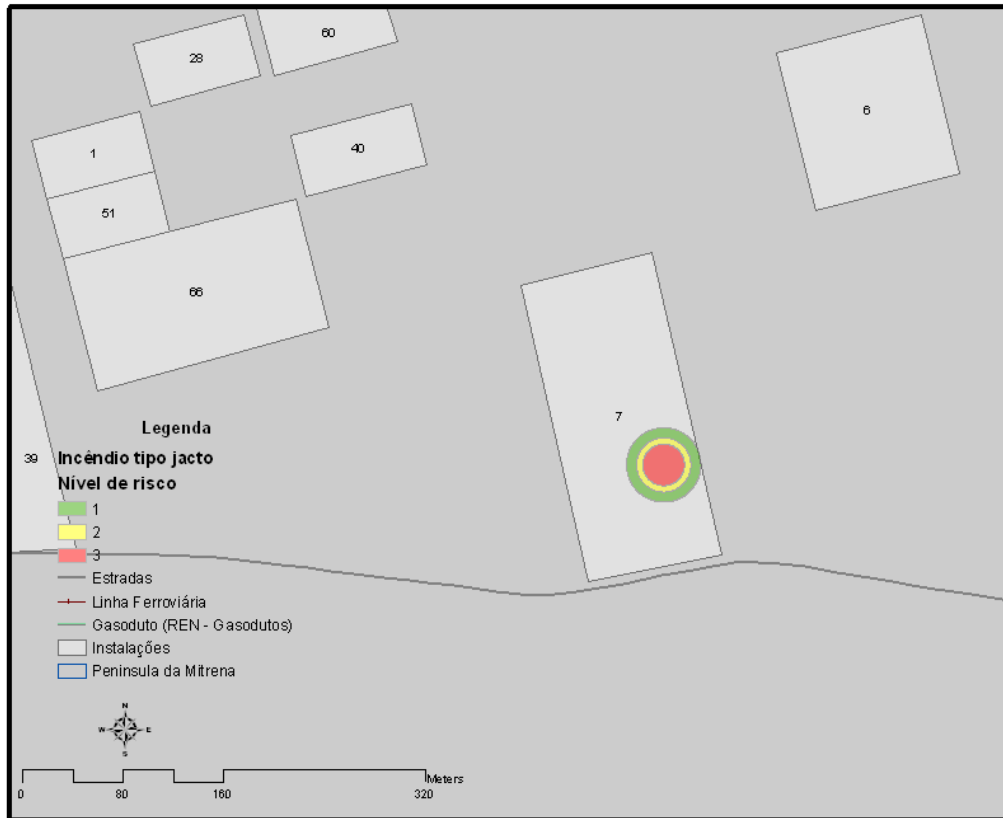 60
28
6
1
40
51
66
7
39
Legenda
Incêndio tipo jacto
Nível de risco
1
2
3
Estradas
Linha Ferroviária
Gasoduto (REN - Gasodutos)
Instalações
Peninsula da Mitrena
N
W E
S
Meters
0 80 160 320